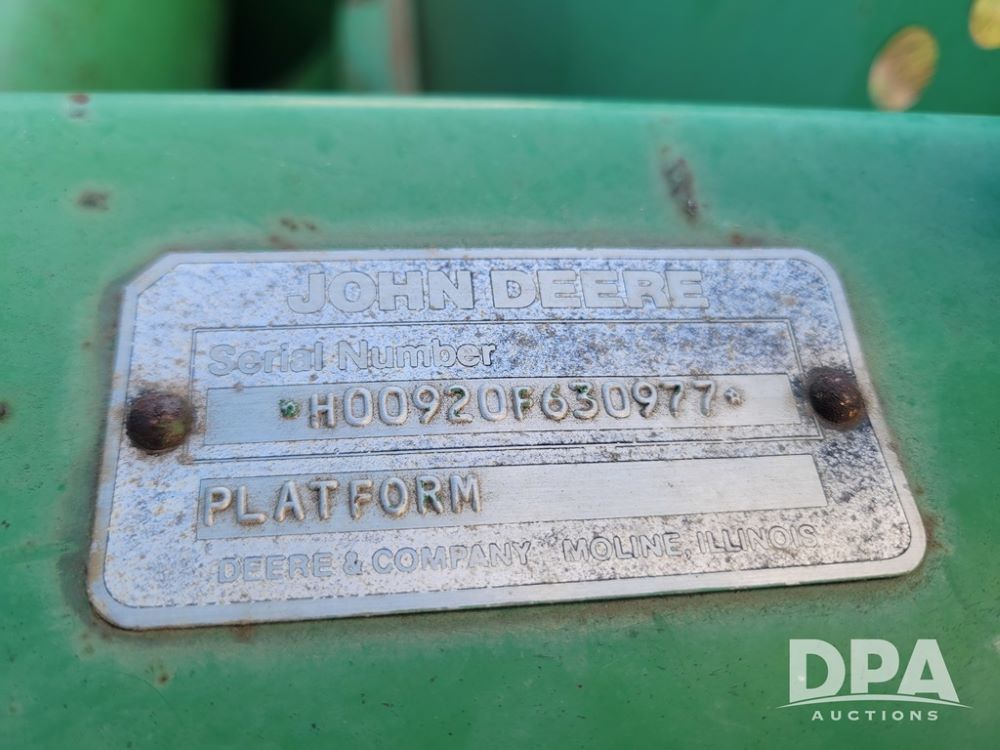 JOHN DEERE
Serial Number
*H00920F630977*
PLATFORM
DEERE & COMPANY MOLINE, ILLINOIS
DPA
AUCTIONS